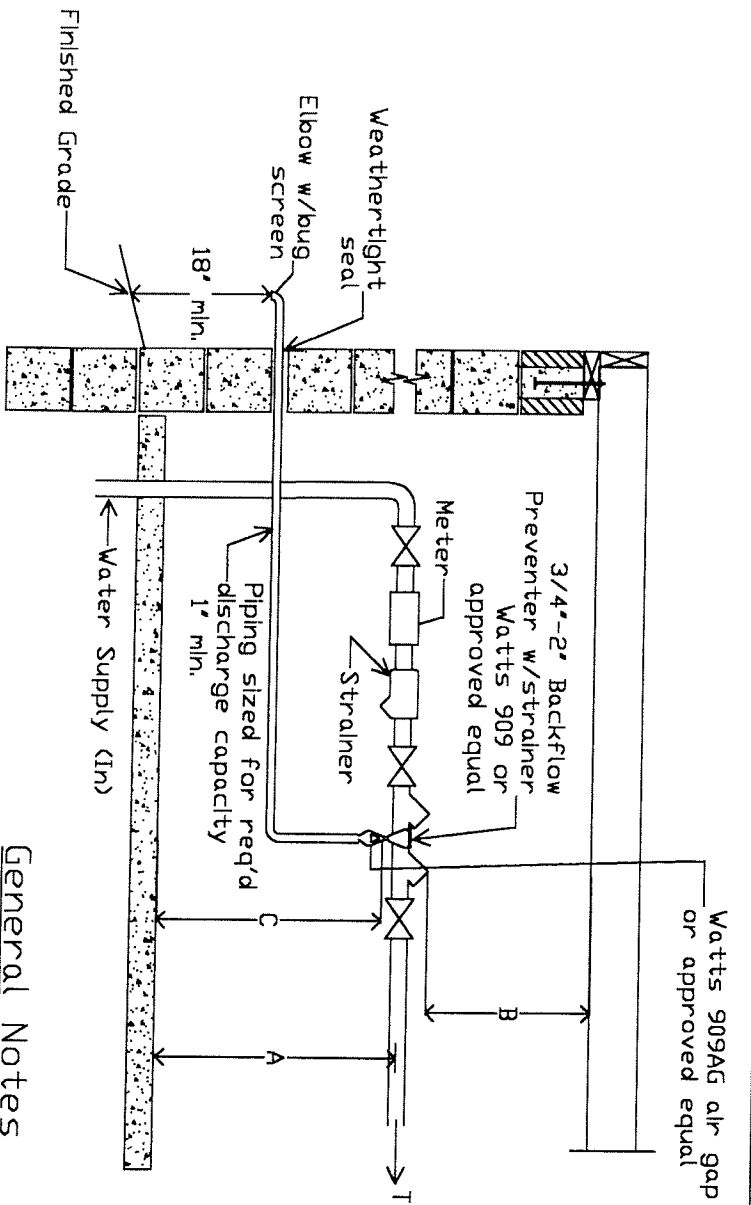 Watts 909AG air gap
or approved equal
3/4"-2" Backflow
Preventer w/strainer
Watts 909 or
approved equal
Meter
Strainer
Weathertight
seal
Elbow w/bug
screen
18" min.
Finished Grade
Piping sized for req'd
discharge capacity
1" min.
Water Supply (In)
B
C
A
T
General Notes